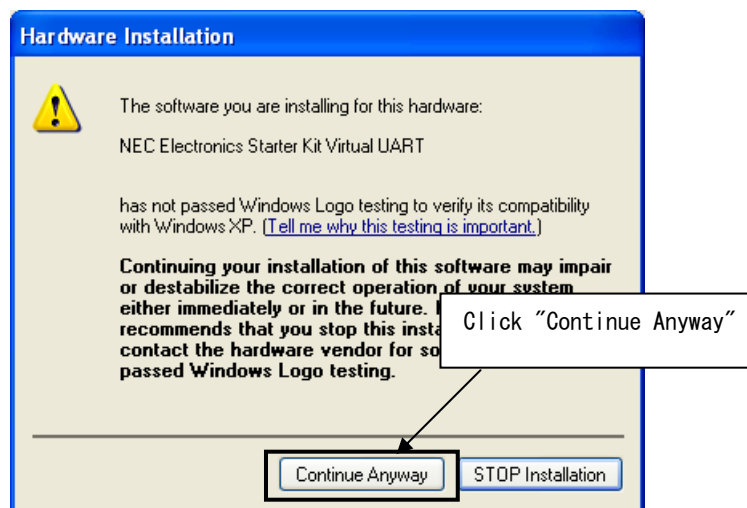 Hardware Installation
The software you are installing for this hardware:
NEC Electronics Starter Kit Virtual UART
has not passed Windows Logo testing to verify its compatibility
with Windows XP. (Tell me why this testing is important.)
Continuing your installation of this software may impair
or destabilize the correct operation of your system
either immediately or in the future.
recommends that you stop this
contact the hardware vendor for
passed Windows Logo testing.
Click "Continue Anyway"
Continue Anyway
STOP Installation